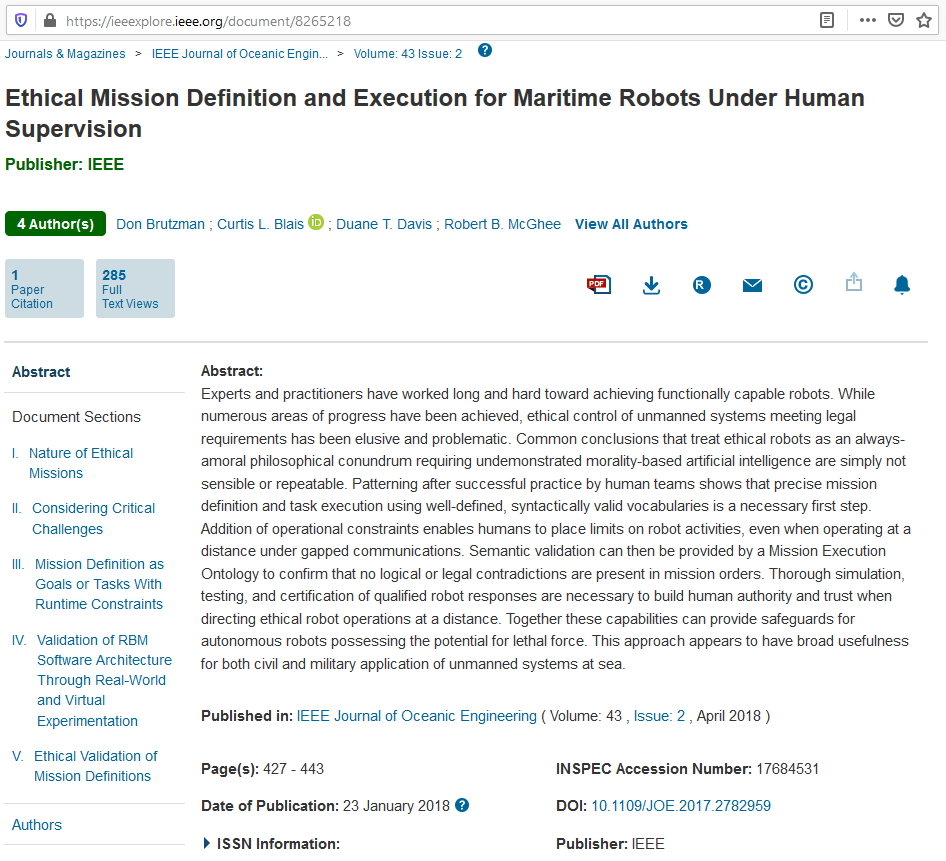 https://ieeexplore.ieee.org/document/8265218
Journals & Magazines > IEEE Journal of Oceanic Engin... > Volume: 43 Issue: 2 ?
Ethical Mission Definition and Execution for Maritime Robots Under Human
Supervision
Publisher: IEEE
4 Author(s) Don Brutzman ; Curtis L. Blais iD ; Duane T. Davis ; Robert B. McGhee View All Authors
1
Paper
Citation
285
Full
Text Views
PDF
R
©
Abstract
Document Sections
I. Nature of Ethical
Missions
II. Considering Critical
Challenges
III. Mission Definition as
Goals or Tasks With
Runtime Constraints
IV. Validation of RBM
Software Architecture
Through Real-World
and Virtual
Experimentation
V. Ethical Validation of
Mission Definitions
Authors
Abstract:
Experts and practitioners have worked long and hard toward achieving functionally capable robots. While
numerous areas of progress have been achieved, ethical control of unmanned systems meeting legal
requirements has been elusive and problematic. Common conclusions that treat ethical robots as an always-
amoral philosophical conundrum requiring undemonstrated morality-based artificial intelligence are simply not
sensible or repeatable. Patterning after successful practice by human teams shows that precise mission
definition and task execution using well-defined, syntactically valid vocabularies is a necessary first step.
Addition of operational constraints enables humans to place limits on robot activities, even when operating at a
distance under gapped communications. Semantic validation can then be provided by a Mission Execution
Ontology to confirm that no logical or legal contradictions are present in mission orders. Thorough simulation,
testing, and certification of qualified robot responses are necessary to build human authority and trust when
directing ethical robot operations at a distance. Together these capabilities can provide safeguards for
autonomous robots possessing the potential for lethal force. This approach appears to have broad usefulness
for both civil and military application of unmanned systems at sea.
Published in: IEEE Journal of Oceanic Engineering ( Volume: 43 , Issue: 2 , April 2018 )
Page(s): 427 - 443
INSPEC Accession Number: 17684531
Date of Publication: 23 January 2018 ?
DOI: 10.1109/JOE.2017.2782959
ISSN Information:
Publisher: IEEE